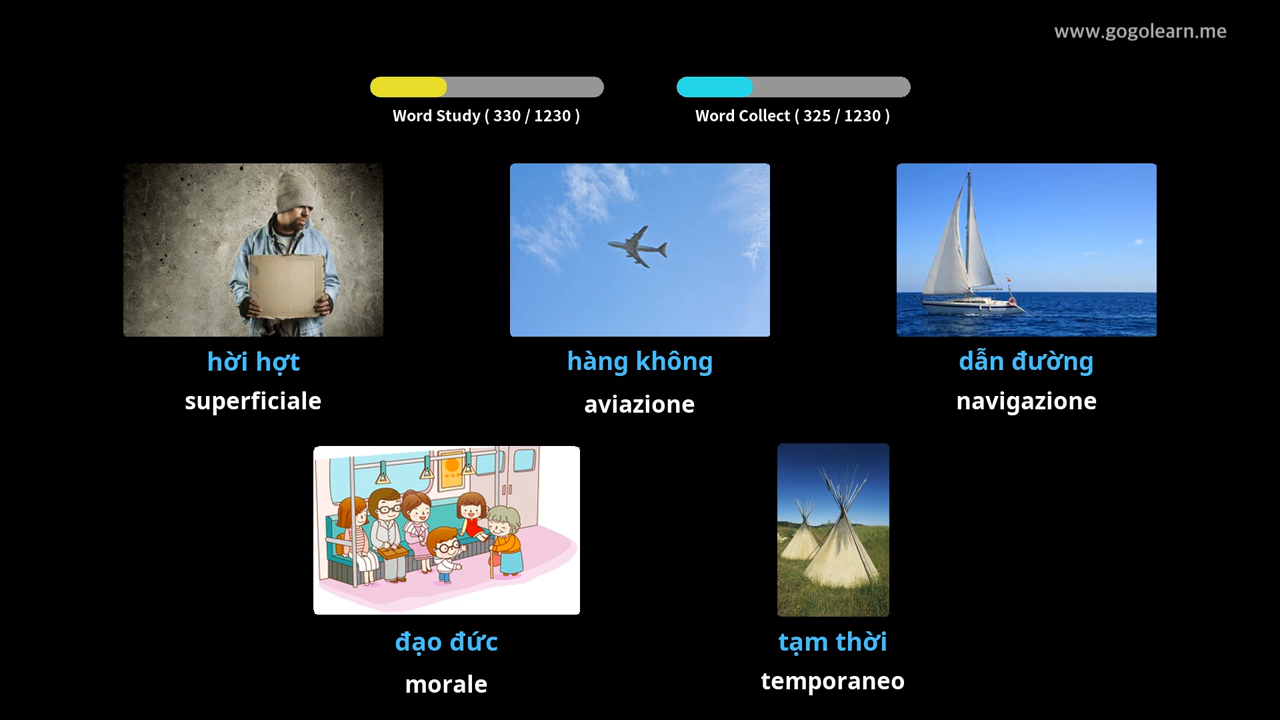 www.gogolearn.me
Word Study ( 330 / 1230 )
Word Collect ( 325 / 1230 )
hời hợt
superficiale
hàng không
aviazione
dẫn đường
navigazione
đạo đức
morale
tạm thời
temporaneo